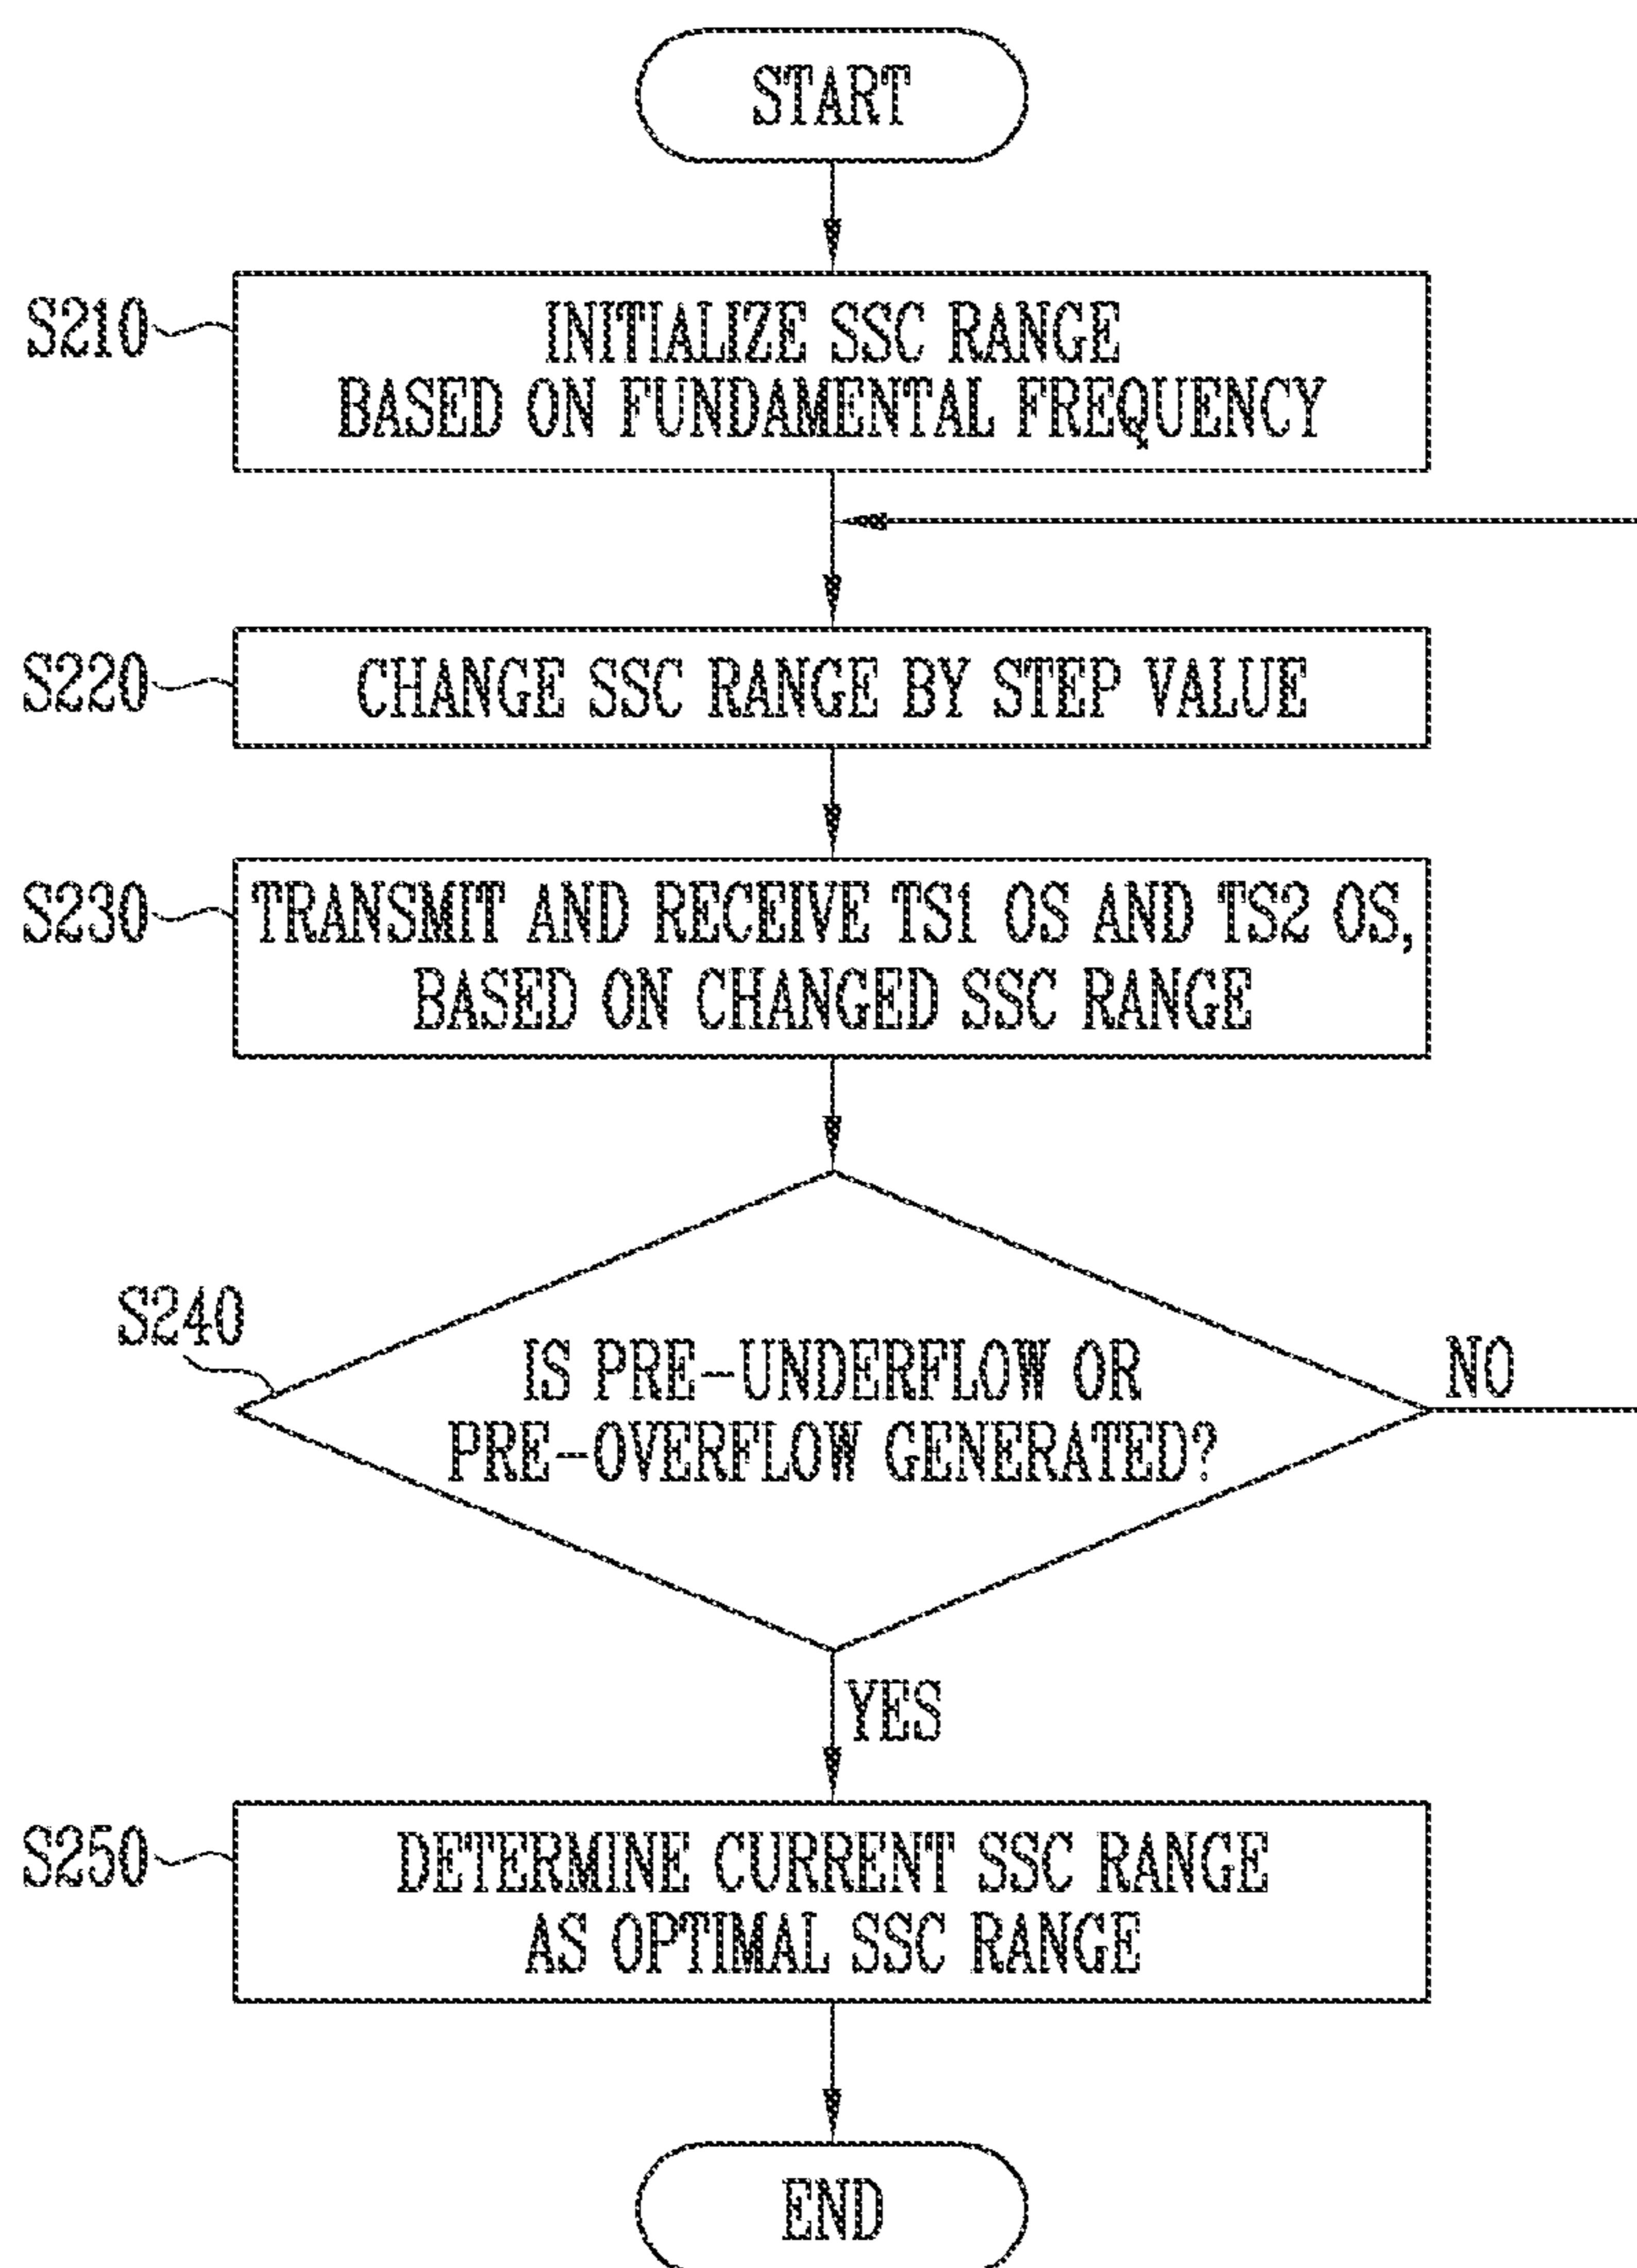 START
S210
INITIALIZE SSC RANGE
BASED ON FUNDAMENTAL FREQUENCY
S220
CHANGE SSC RANGE BY STEP VALUE
S230
TRANSMIT AND RECEIVE TS1 OS AND TS2 OS,
BASED ON CHANGED SSC RANGE
S240
IS PRE-UNDERFLOW OR
PRE-OVERFLOW GENERATED?
NO
YES
S250
DETERMINE CURRENT SSC RANGE
AS OPTIMAL SSC RANGE
END